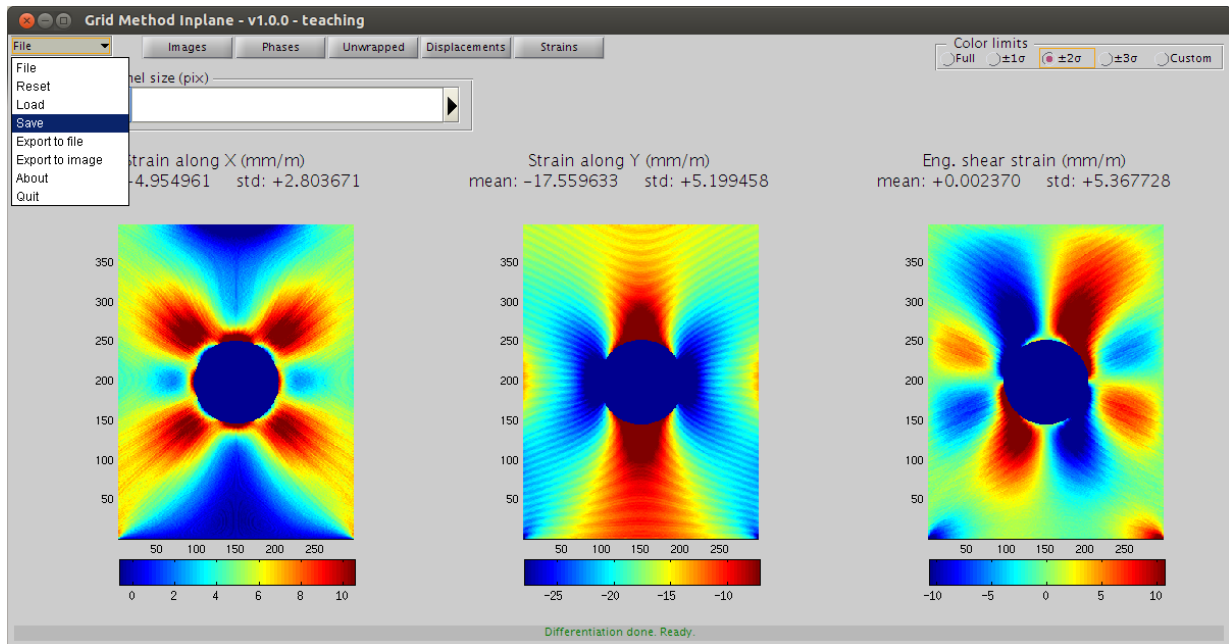 Grid Method Inplane - v1.0.0 - teaching
File
Images Phases Unwrapped Displacements Strains
Color limits
Full ±1σ ±2σ ±3σ Custom
File
Reset
Load
Save
Export to file
Export to image
About
Quit
nel size (pix)
Strain along X (mm/m)
-4.954961 std: +2.803671
Strain along Y (mm/m)
mean: -17.559633 std: +5.199458
Eng. shear strain (mm/m)
mean: +0.002370 std: +5.367728
350
300
250
200
150
100
50
50 100 150 200 250
0 2 4 6 8 10
350
300
250
200
150
100
50
50 100 150 200 250
-25 -20 -15 -10
350
300
250
200
150
100
50
50 100 150 200 250
-10 -5 0 5 10
Differentiation done. Ready.